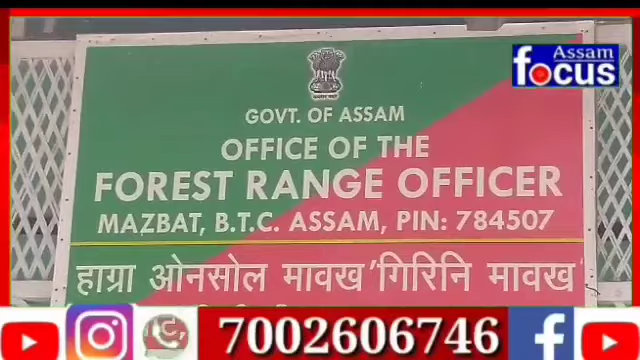 Assam
focus
GOVT. OF ASSAM
OFFICE OF THE
FOREST RANGE OFFICER
MAZBAT, B.T.C. ASSAM, PIN: 784507
हाग्रा ओनसोल मावख'गिरिनि मावख'
7002606746